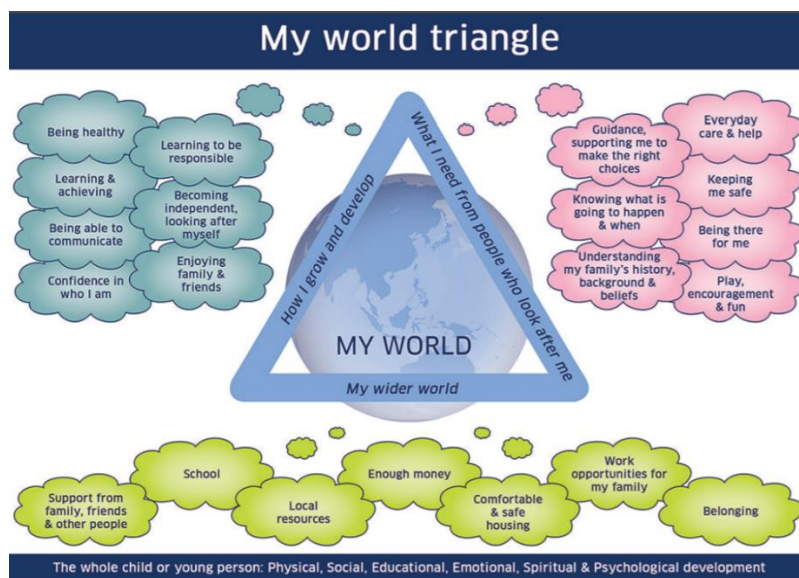 My world triangle
Being healthy
Learning to be
responsible
Learning &
achieving
Becoming
independent,
looking after
myself
Being able to
communicate
Enjoying
family &
friends
Confidence in
who I am
How I grow and develop
What I need from people who look after me
My wider world
MY WORLD
Guidance,
supporting me to
make the right
choices
Everyday
care & help
Knowing what is
going to happen
& when
Keeping
me safe
Understanding
my family's history,
background &
beliefs
Being there
for me
Play,
encouragement
& fun
Support from
family, friends
& other people
School
Local
resources
Enough money
Comfortable
& safe
housing
Work
opportunities for
my family
Belonging
The whole child or young person: Physical, Social, Educational, Emotional, Spiritual & Psychological development